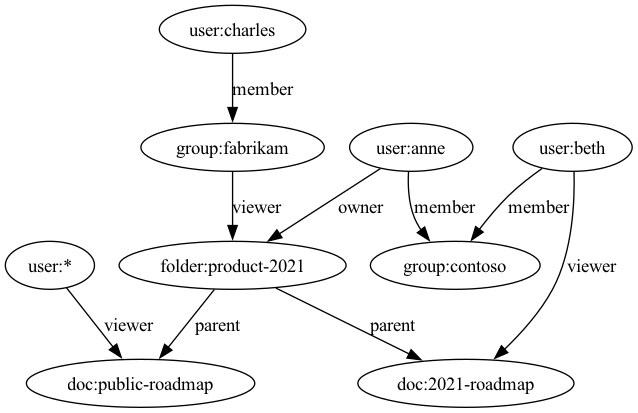 user:charles
member
group:fabrikam
user:anne
user:beth
viewer
owner
member
member
user:*
folder:product-2021
group:contoso
viewer
viewer
parent
parent
doc:public-roadmap
doc:2021-roadmap